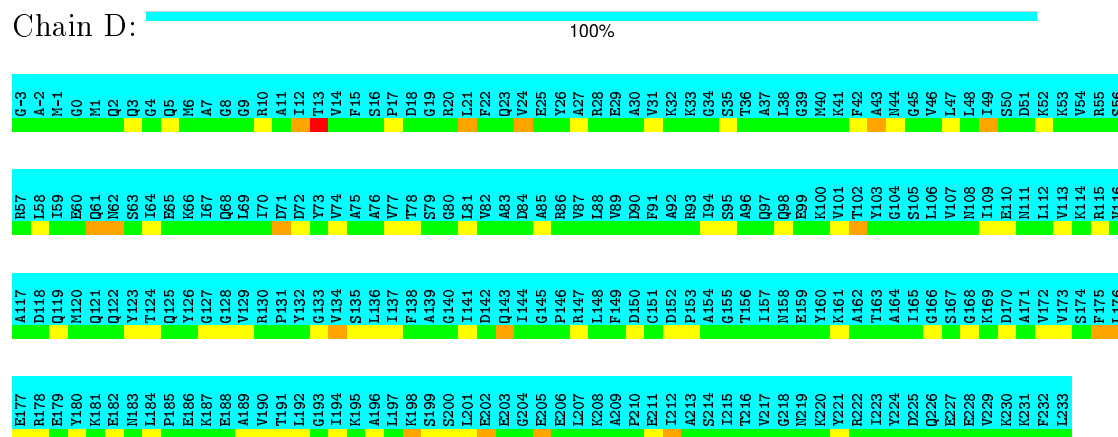 Chain D:
100%
G-3 A-2 M-1 G0 M1 Q2 Q3 G4 Q5 M6 A7 G8 G9 R10 A11 I12 T13 V14 F15 S16 P17 D18 G19 R20 L21 F22 Q23 V24 E25 Y26 A27 R28 E29 A30 V31 K32 K33 G34 S35 T36 A37 L38 G39 M40 K41 F42 A43 N44 G45 V46 L47 L48 I49 S50 D51 K52 K53 V54 R55 S56
R57 L58 I59 E60 Q61 N62 S63 I64 E65 K66 I67 Q68 L69 I70 D71 D72 Y73 V74 A75 A76 V77 T78 S79 G80 L81 V82 A83 D84 A85 R86 V87 L88 V89 D90 F91 A92 R93 I94 S95 A96 Q97 Q98 E99 K100 V101 T102 Y103 G104 S105 L106 V107 N108 I109 E110 N111 L112 V113 K114 R115
A117 D118 Q119 M120 Q121 Q122 Y123 T124 Q125 Y126 G127 G128 V129 R130 P131 Y132 G133 V134 S135 L136 I137 F138 A139 G140 I141 D142 Q143 I144 G145 P146 R147 L148 F149 D150 C151 D152 P153 A154 G155 T156 I157 N158 E159 Y160 K161 A162 T163 A164 I165 G166 S167 G168 K169 D170 A171 V172 V173 S174 F175 L176
E177 R178 E179 Y180 K181 E182 N183 L184 P185 E186 K187 E188 A189 V190 T191 L192 G193 I194 K195 A196 L197 K198 S199 S200 L201 E202 E203 G204 E205 E206 L207 K208 A209 P210 E211 I212 A213 S214 I215 T216 V217 G218 N219 K220 Y221 R222 I223 Y224 D225 Q226 E227 E228 V229 K230 K231 F232 L233